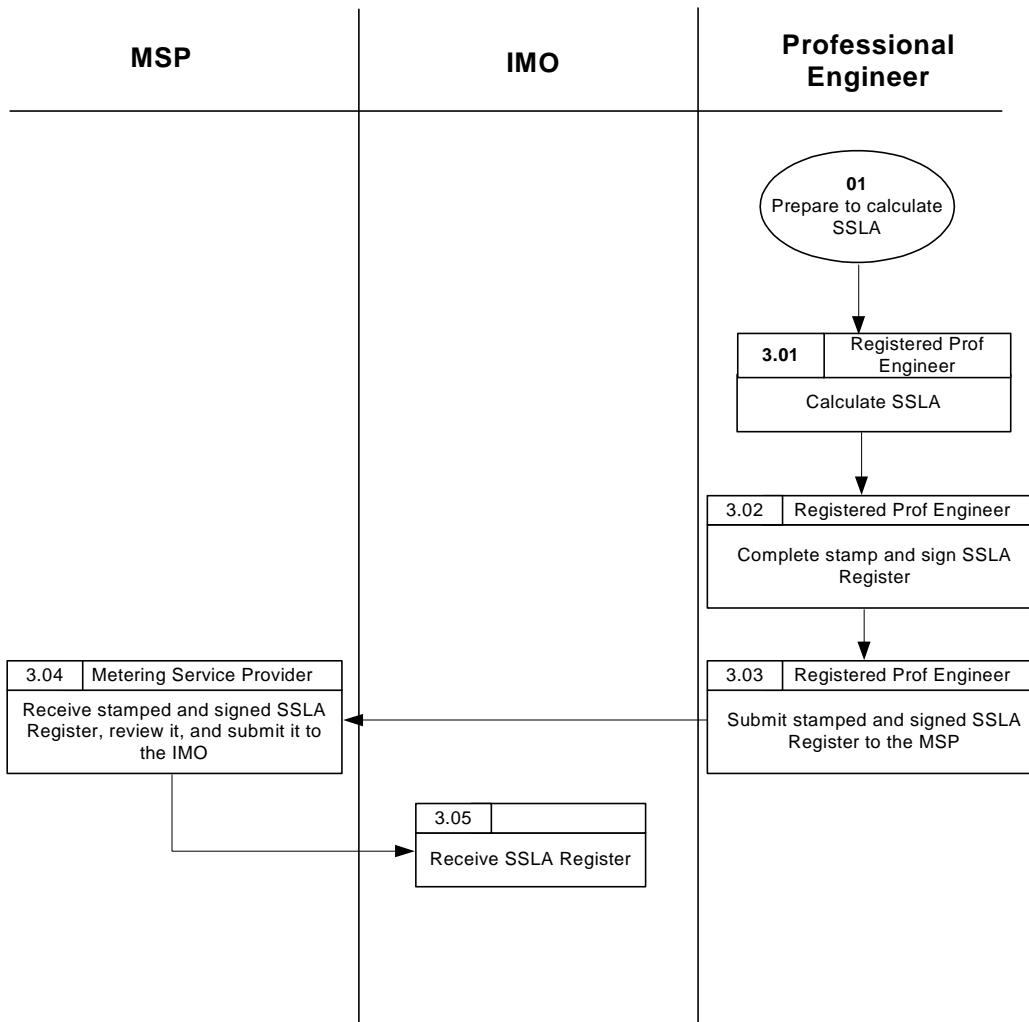 MSP
IMO
Professional
Engineer
01
Prepare to calculate
SSLA
3.01
Registered Prof
Engineer
Calculate SSLA
3.02
Registered Prof Engineer
Complete stamp and sign SSLA
Register
3.03
Registered Prof Engineer
Submit stamped and signed SSLA
Register to the MSP
3.04
Metering Service Provider
Receive stamped and signed SSLA
Register, review it, and submit it to
the IMO
3.05
Receive SSLA Register